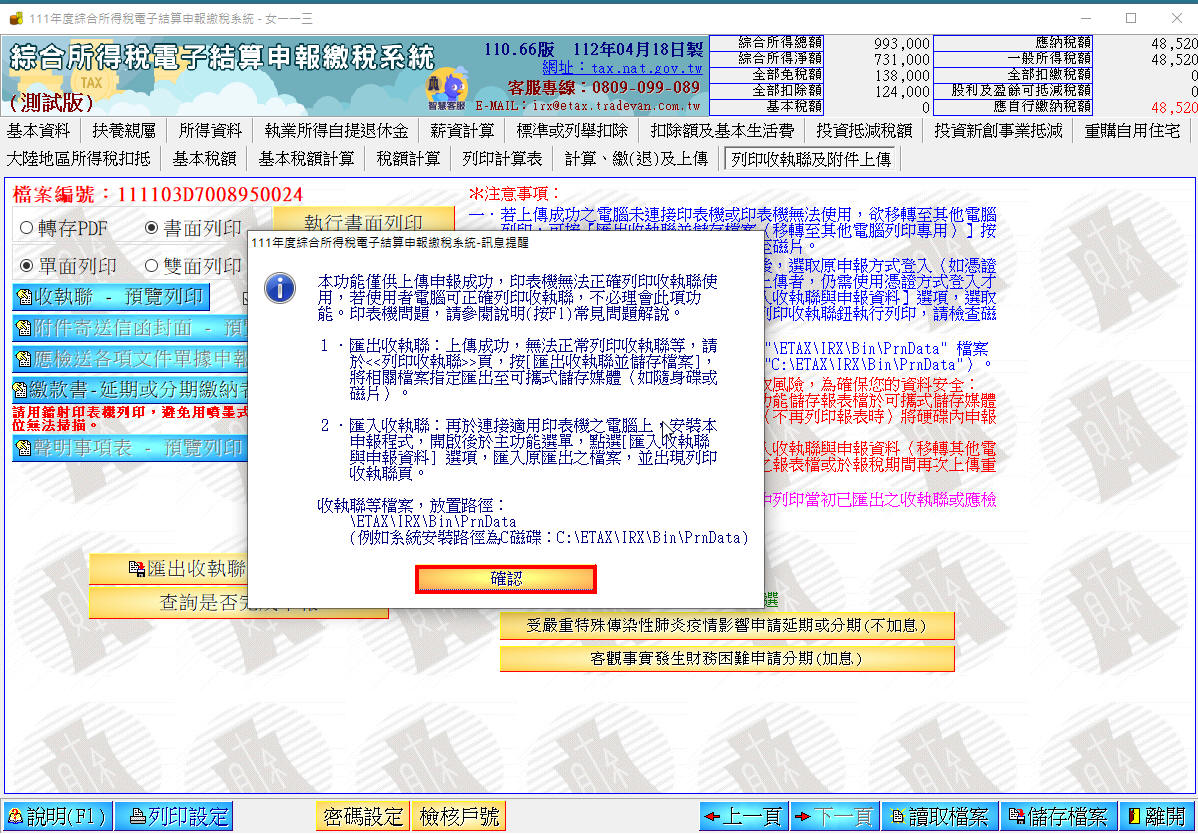 111年度綜合所得稅電子結算申報繳稅系統 - 女一一三
綜合所得稅電子結算申報繳稅系統
TAX
(測試版)
智慧客服
110.66版 112年04月18日製
網址：tax.nat.gov.tw
客服專線：0809-099-089
E-MAIL：irx@etax.tradevan.com.tw
綜合所得總額 993,000 應納稅額 48,520
綜合所得淨額 731,000 一般所得稅額 48,520
全部免稅額 138,000 全部扣繳稅額 0
全部扣除額 124,000 股利及盈餘可抵減稅額 0
基本稅額 0 應自行繳納稅額 48,520
基本資料 扶養親屬 所得資料 執業所得自提退休金 薪資計算 標準或列舉扣除 扣除額及基本生活費 投資抵減稅額 投資新創事業抵減 重購自用住宅
大陸地區所得稅扣抵 基本稅額 基本稅額計算 稅額計算 列印計算表 計算、繳(退)及上傳 列印收執聯及附件上傳
檔案編號：111103D7008950024
轉存PDF 書面列印 執行書面列印
單面列印 雙面列印
收執聯 - 預覽列印
附件寄送信函封面 - 預覽
應檢送各項文件單據申報
繳款書-延期或分期繳納
請用鐳射印表機列印，避免用噴墨式
位無法掃描。
聲明事項表 - 預覽列印
匯出收執聯
查詢是否完成申報
※注意事項：
一．若上傳成功之電腦未連接印表機或印表機無法使用，欲移轉至其他電腦
列印，可按【匯出收執聯並儲存檔案（移轉至其他電腦列印專用）】按
至磁片。
後，選取原申報方式登入（如憑證
上傳者，仍需使用憑證方式登入才
入收執聯與申報資料】選項，選取
列印收執聯鈕執行列印，請檢查磁
"\ETAX\IRX\Bin\PrnData" 檔案
"C:\ETAX\IRX\Bin\PrnData"）。
風險，為確保您的資料安全：
功能儲存報表檔於可攜式儲存媒體
（不再列印報表時）將硬碟內申報
入收執聯與申報資料（移轉其他電
之報表檔或於報稅期間再次上傳重
列印當初已匯出之收執聯或應檢
選
受嚴重特殊傳染性肺炎疫情影響申請延期或分期(不加息)
客觀事實發生財務困難申請分期(加息)
111年度綜合所得稅電子結算申報繳稅系統-訊息提醒
本功能僅供上傳申報成功，印表機無法正確列印收執聯使
用，若使用者電腦可正確列印收執聯，不必理會此項功
能。印表機問題，請參閱說明(按F1)常見問題解說。
1．匯出收執聯：上傳成功，無法正常列印收執聯等，請
於<<列印收執聯>>頁，按[匯出收執聯並儲存檔案]，
將相關檔案指定匯出至可攜式儲存媒體（如隨身碟或
磁片）。
2．匯入收執聯：再於連接適用印表機之電腦上，安裝本
申報程式，開啟後於主功能選單，點選[匯入收執聯
與申報資料] 選項，匯入原匯出之檔案，並出現列印
收執聯頁。
收執聯等檔案，放置路徑：
\ETAX\IRX\Bin\PrnData
(例如系統安裝路徑為C磁碟：C:\ETAX\IRX\Bin\PrnData)
確認
說明(F1) 列印設定 密碼設定 檢核戶號 上一頁 下一頁 讀取檔案 儲存檔案 離開